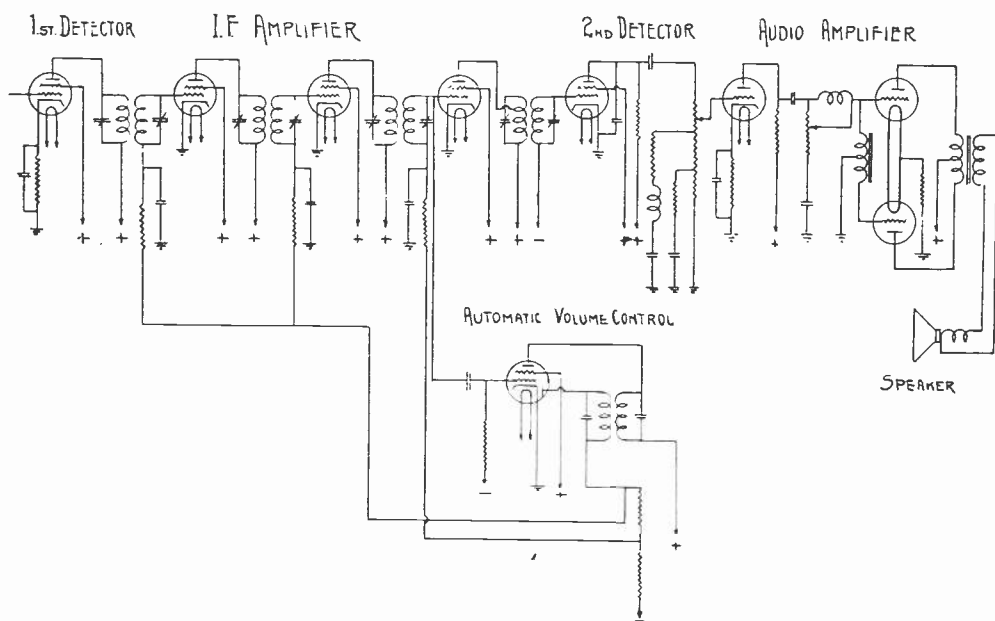 1ST. DETECTOR
I.F AMPLIFIER
2ND DETECTOR
AUDIO AMPLIFIER
+ + + + + + + + - + + + +
AUTOMATIC VOLUME CONTROL
SPEAKER
- + +
-